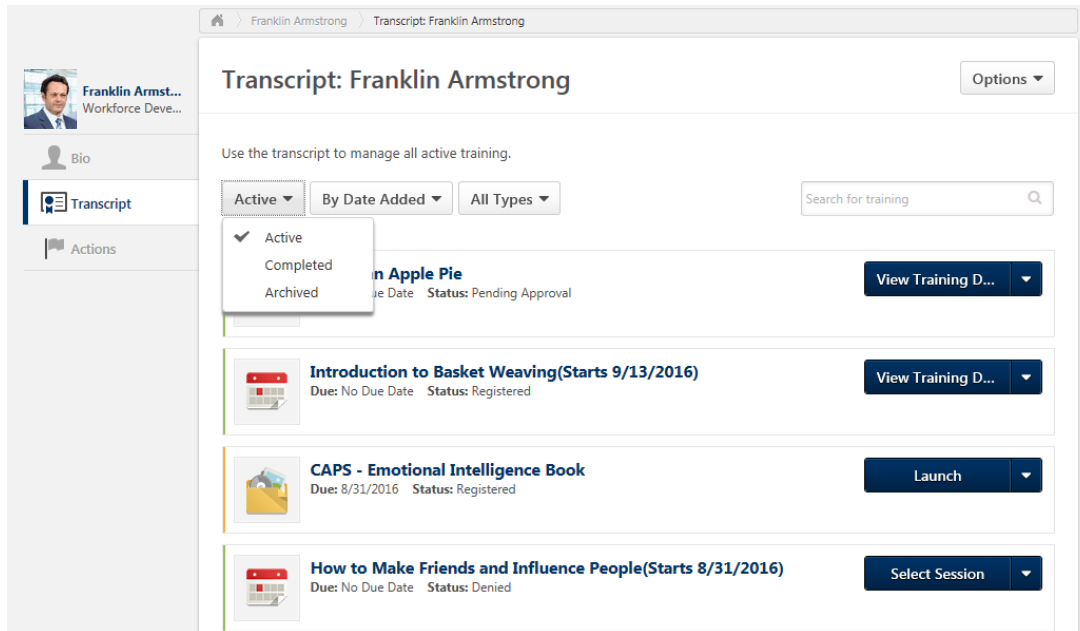 Franklin Armstrong Transcript: Franklin Armstrong
Franklin Armst...
Workforce Deve...
Bio
Transcript
Actions
Transcript: Franklin Armstrong
Options
Use the transcript to manage all active training.
Active By Date Added All Types Search for training
Active
Completed
Archived
Apple Pie
Date Status: Pending Approval
View Training D...
Introduction to Basket Weaving(Starts 9/13/2016)
Due: No Due Date Status: Registered
View Training D...
CAPS - Emotional Intelligence Book
Due: 8/31/2016 Status: Registered
Launch
How to Make Friends and Influence People(Starts 8/31/2016)
Due: No Due Date Status: Denied
Select Session